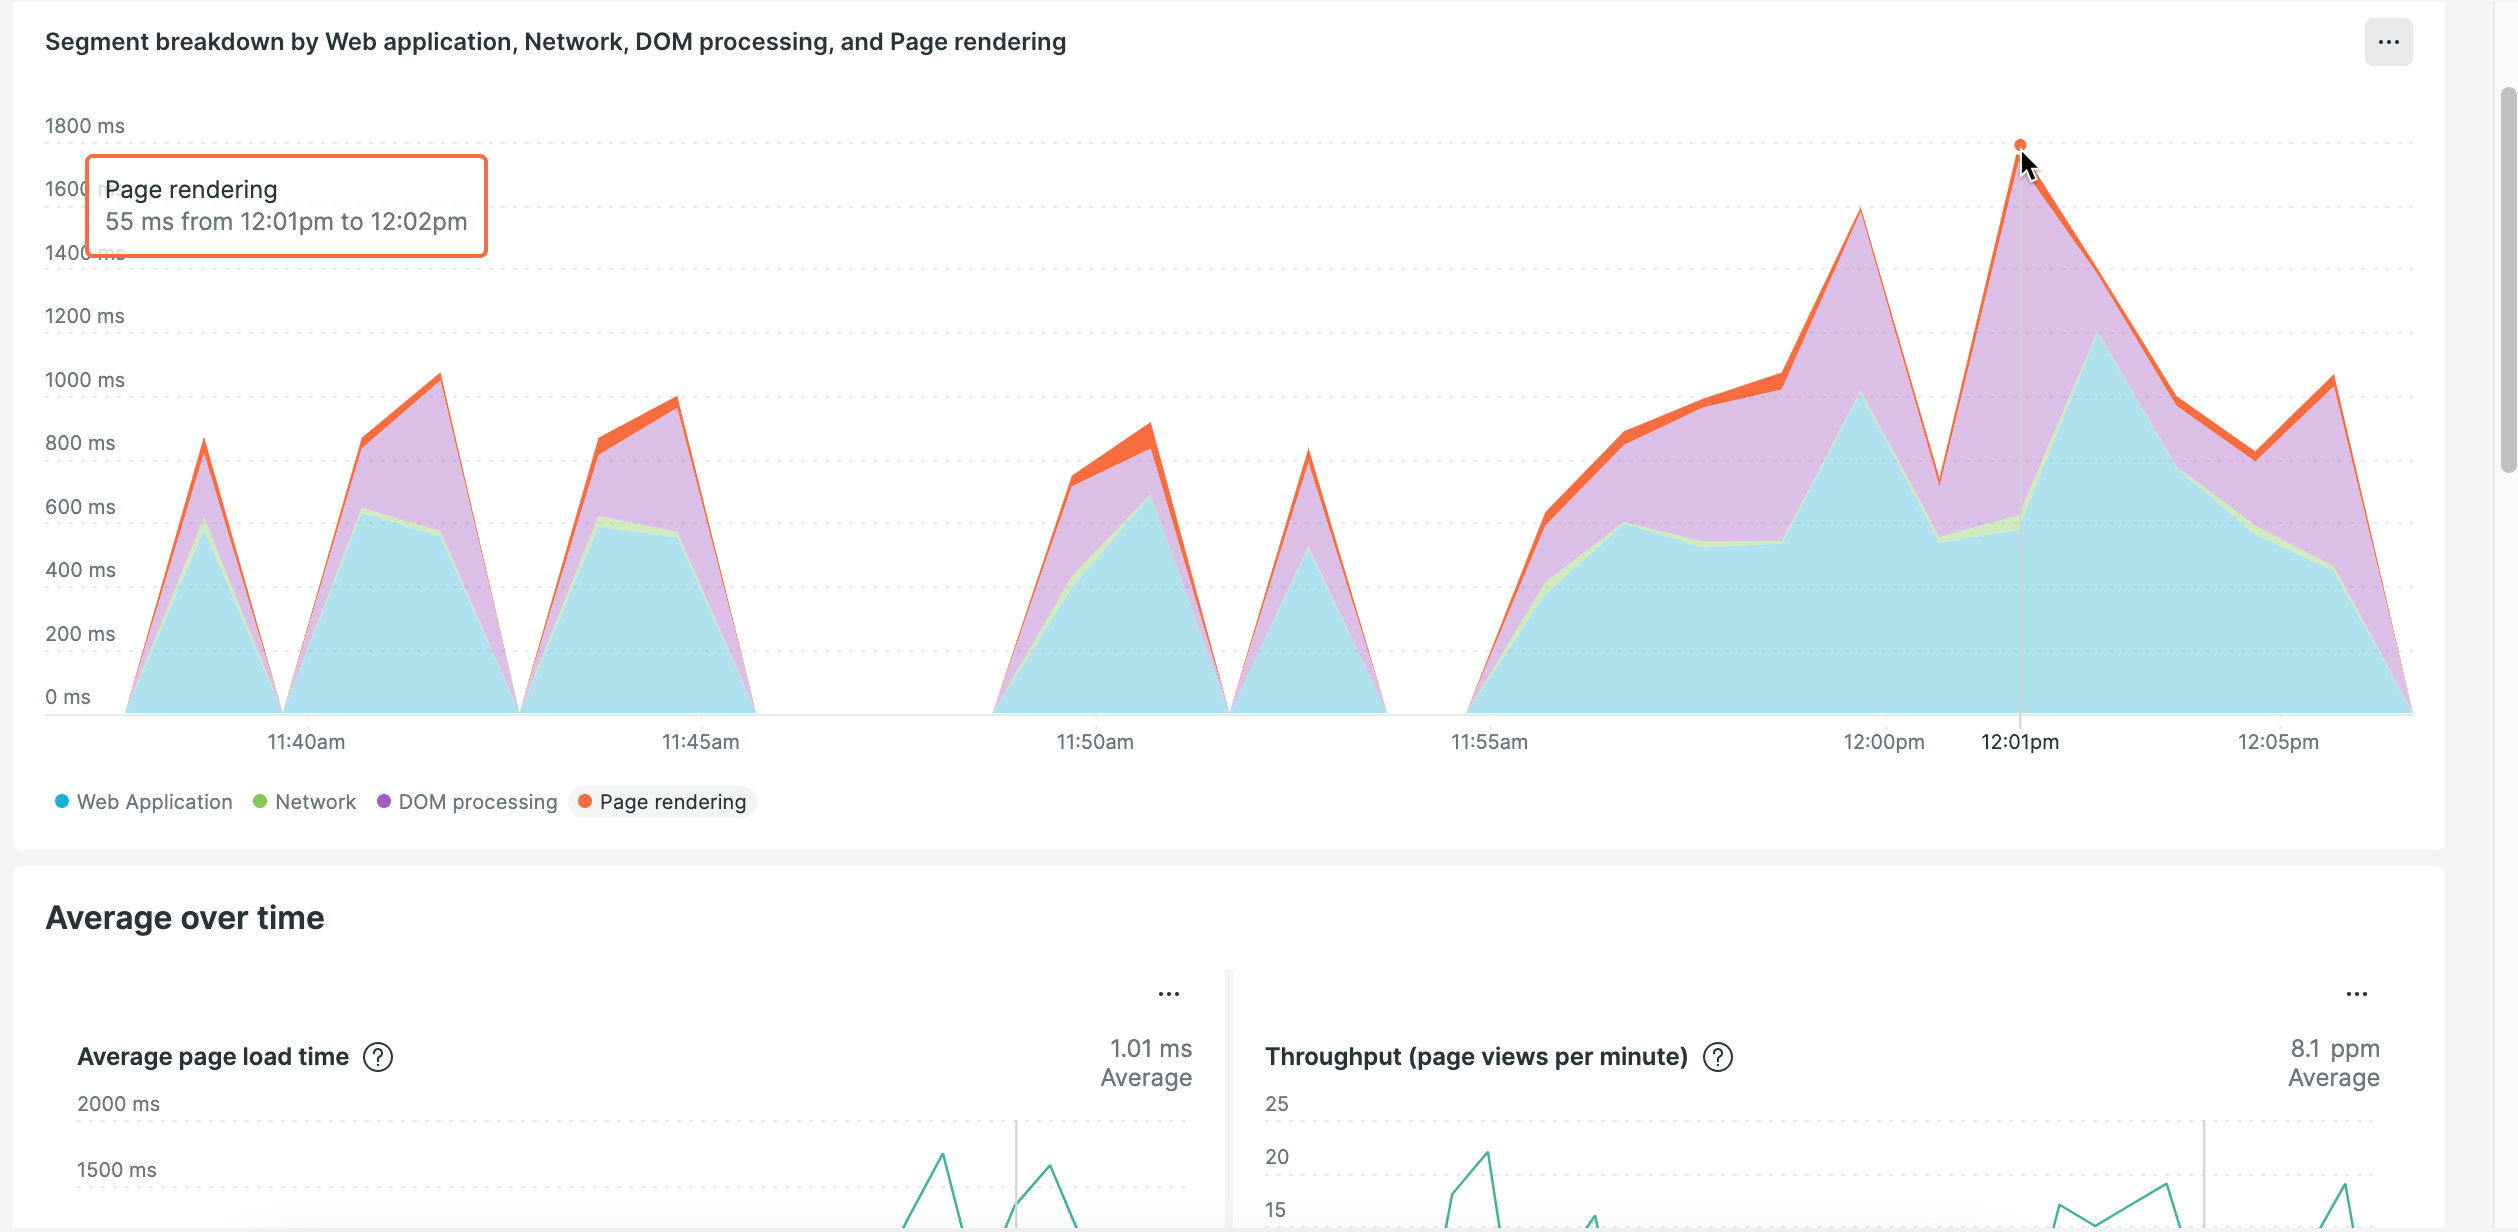 Segment breakdown by Web application, Network, DOM processing, and Page rendering
1800 ms
1600 ms
Page rendering
55 ms from 12:01pm to 12:02pm
1400 ms
1200 ms
1000 ms
800 ms
600 ms
400 ms
200 ms
0 ms
11:40am 11:45am 11:50am 11:55am 12:00pm 12:01pm 12:05pm
Web Application Network DOM processing Page rendering
Average over time
Average page load time ?
1.01 ms
Average
2000 ms
1500 ms
Throughput (page views per minute) ?
8.1 ppm
Average
25
20
15